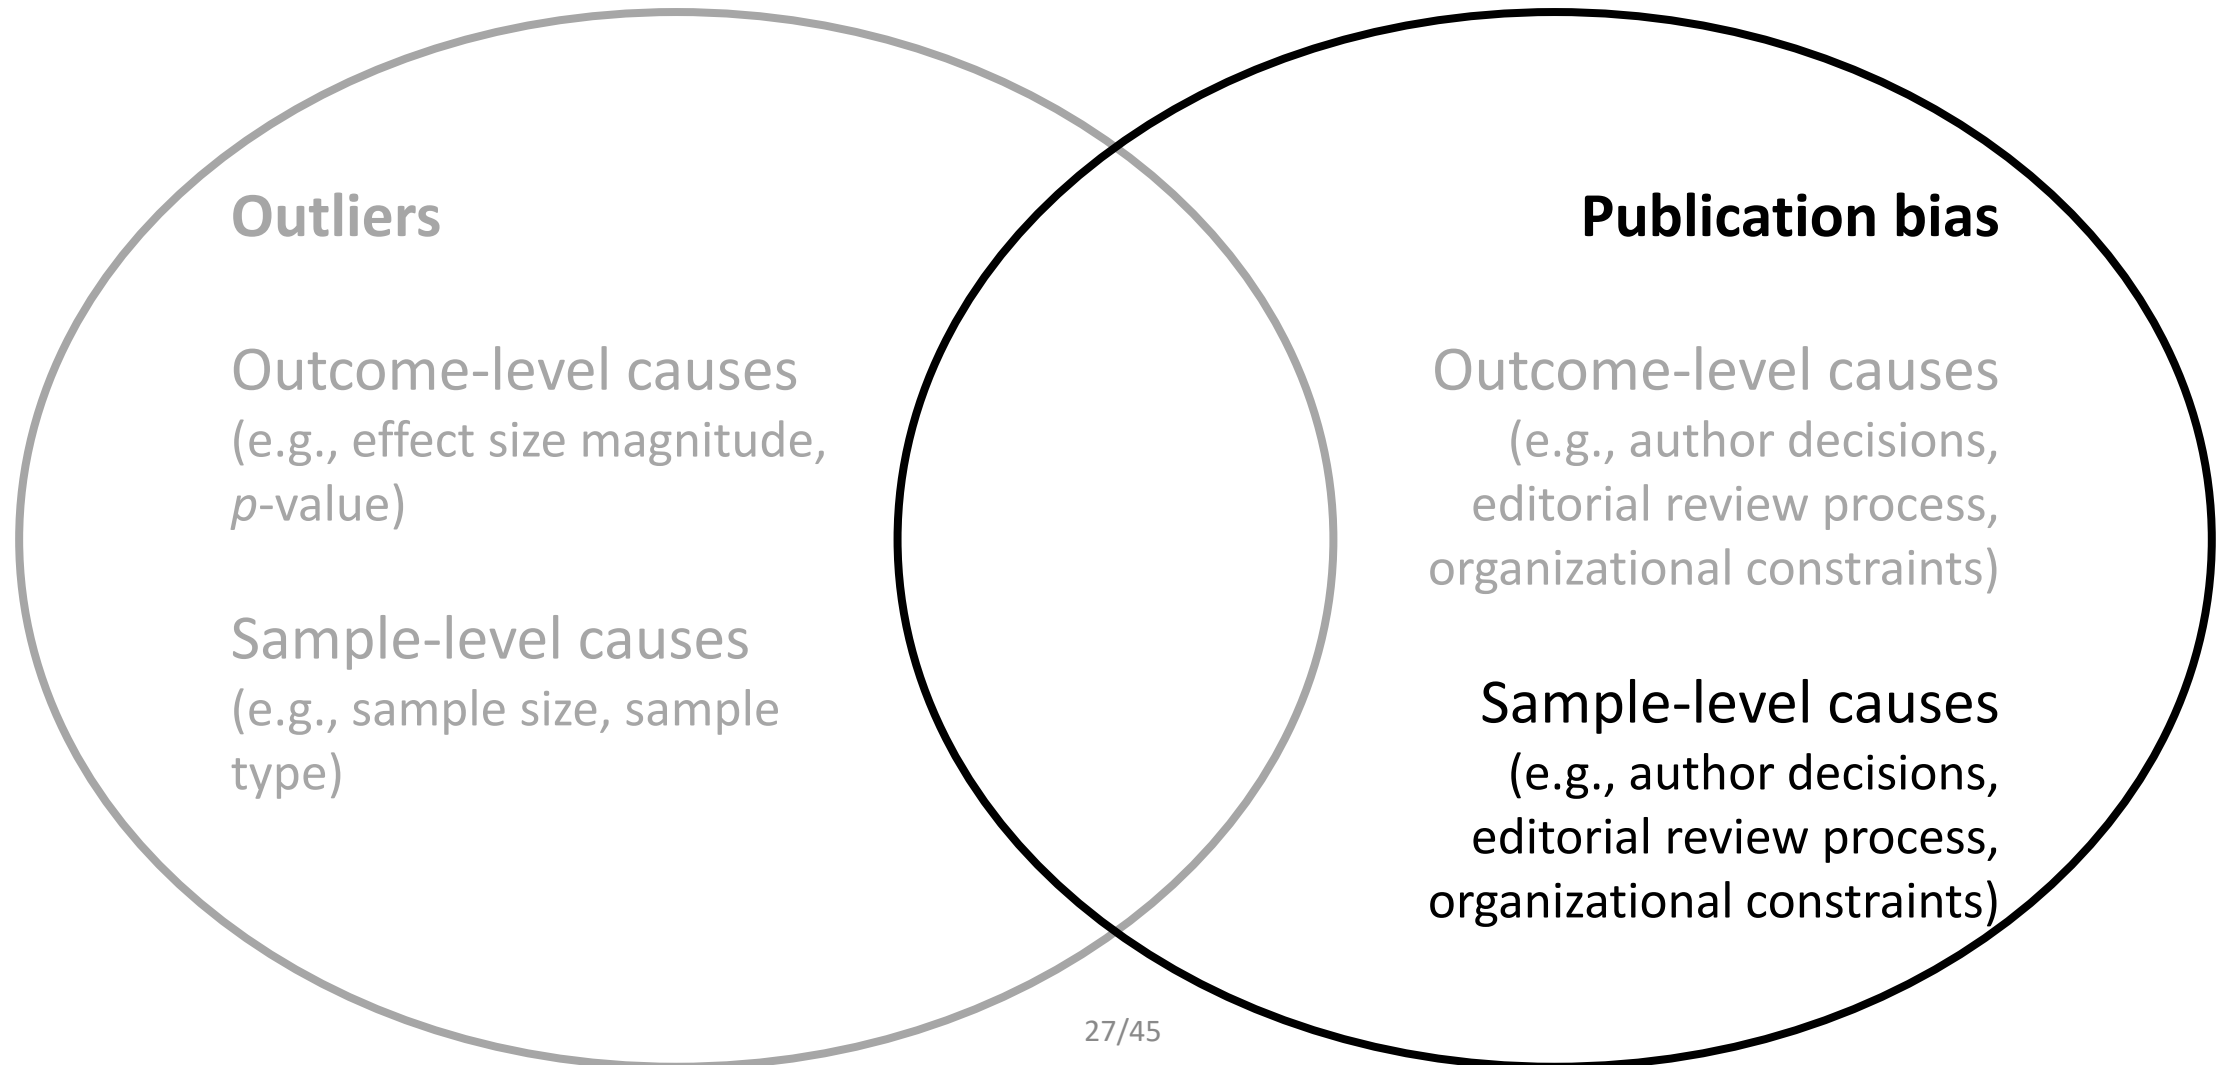 Outliers
Outcome-level causes
(e.g., effect size magnitude,
p-value)
Sample-level causes
(e.g., sample size, sample
type)
Publication bias
Outcome-level causes
(e.g., author decisions,
editorial review process,
organizational constraints)
Sample-level causes
(e.g., author decisions,
editorial review process,
organizational constraints)
27/45